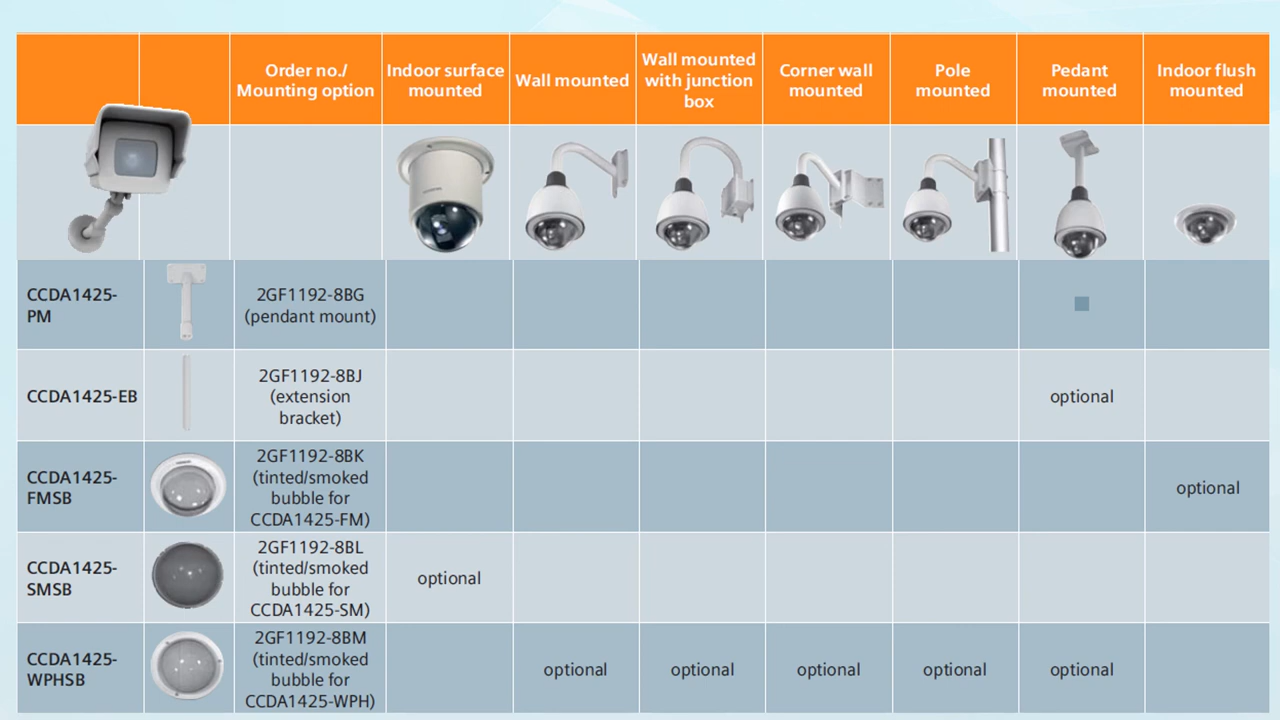 Order no./
Mounting option
Indoor surface
mounted
Wall mounted
Wall mounted
with junction
box
Corner wall
mounted
Pole
mounted
Pedant
mounted
Indoor flush
mounted
CCDA1425-
PM
2GF1192-8BG
(pendant mount)
CCDA1425-EB
2GF1192-8BJ
(extension
bracket)
optional
CCDA1425-
FMSB
2GF1192-8BK
(tinted/smoked
bubble for
CCDA1425-FM)
optional
CCDA1425-
SMSB
2GF1192-8BL
(tinted/smoked
bubble for
CCDA1425-SM)
optional
CCDA1425-
WPHSB
2GF1192-8BM
(tinted/smoked
bubble for
CCDA1425-WPH)
optional
optional
optional
optional
optional